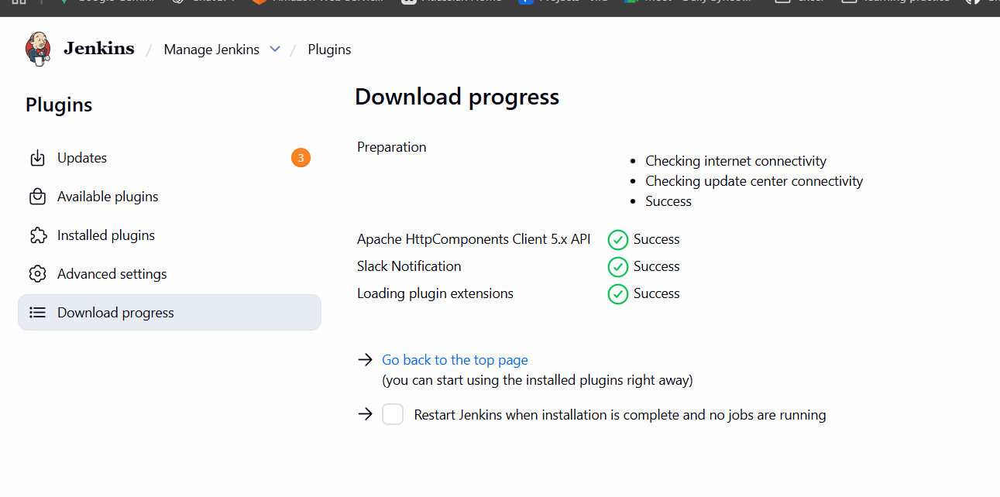 Jenkins / Manage Jenkins / Plugins
Plugins
Updates 3
Available plugins
Installed plugins
Advanced settings
Download progress
Download progress
Preparation
• Checking internet connectivity
• Checking update center connectivity
• Success
Apache HttpComponents Client 5.x API Success
Slack Notification Success
Loading plugin extensions Success
Go back to the top page
(you can start using the installed plugins right away)
Restart Jenkins when installation is complete and no jobs are running